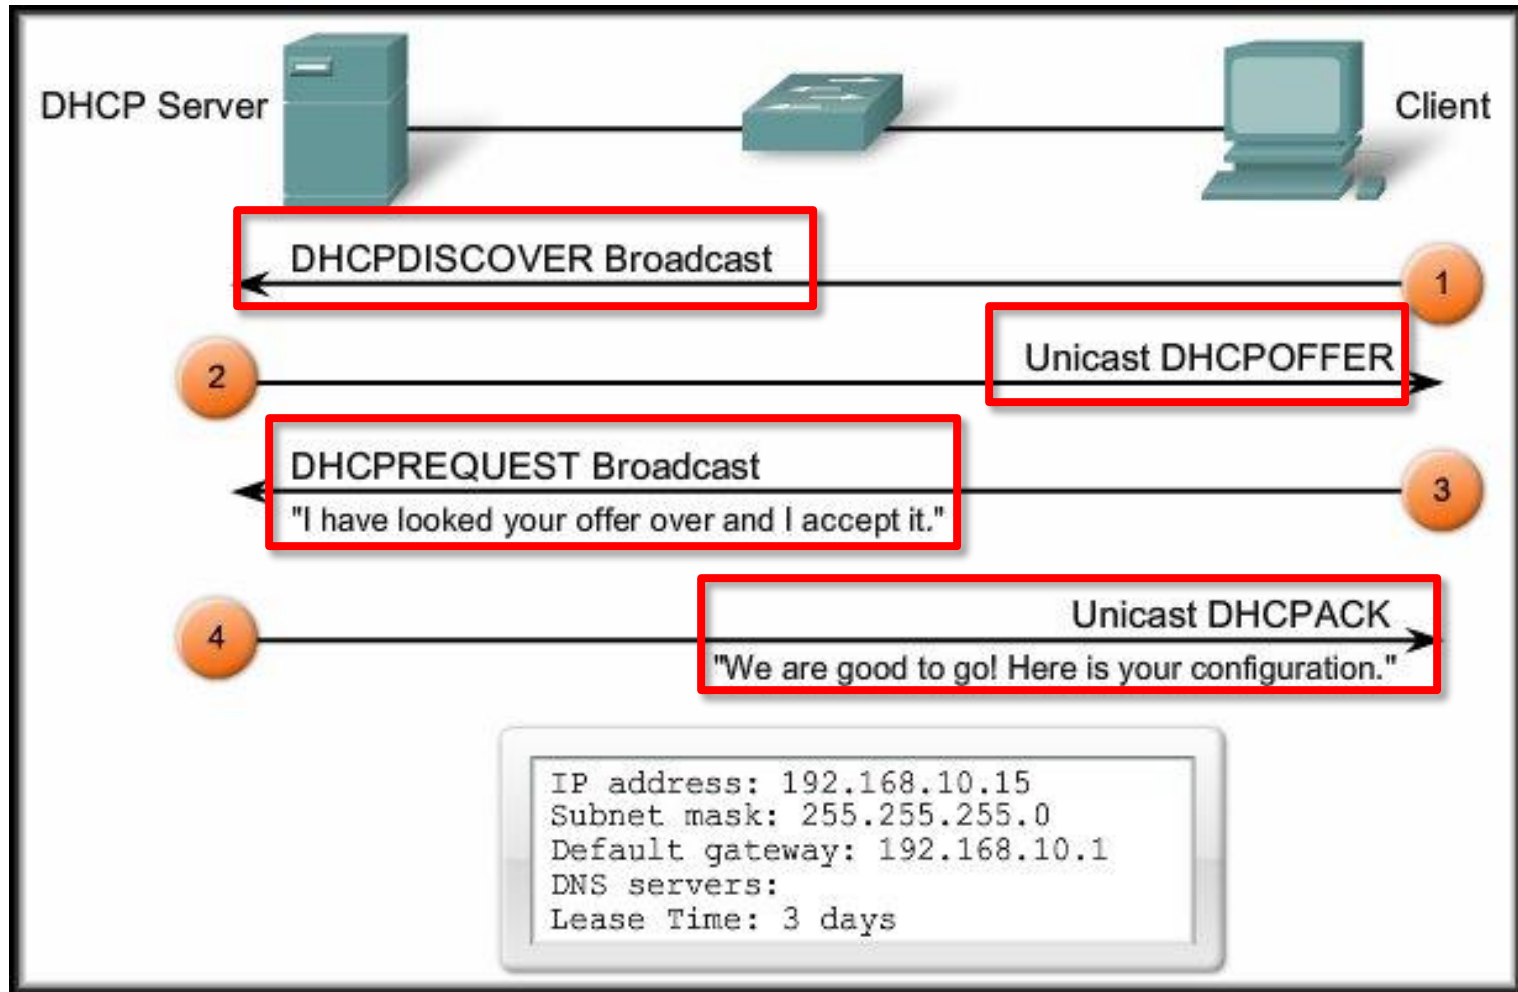 DHCP Server
Client
DHCPDISCOVER Broadcast
1
Unicast DHCPOFFER
2
DHCPREQUEST Broadcast
3
"I have looked your offer over and I accept it."
Unicast DHCPACK
4
"We are good to go! Here is your configuration."
IP address: 192.168.10.15
Subnet mask: 255.255.255.0
Default gateway: 192.168.10.1
DNS servers:
Lease Time: 3 days